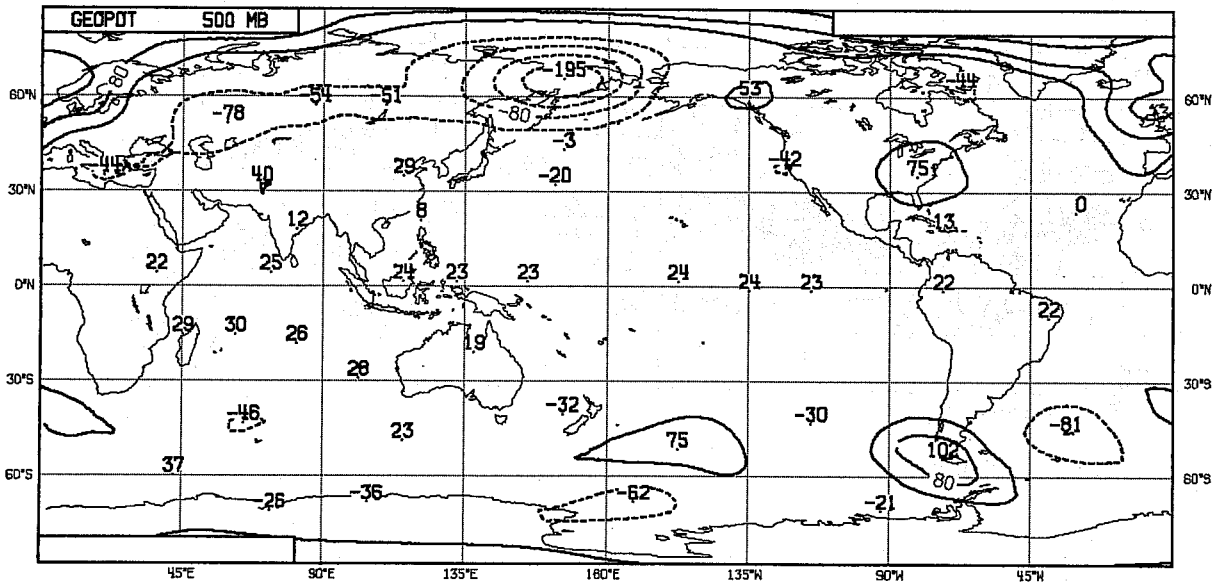 GEOPOT 500 MB
-195
80
-44
60°N 54 51 53 60°N
-78 -80
-3
-44 29 -42 75
40
30°N -20 30°N
12 8 13 0
22 25 24 23 23 24 24 23 22
0°N 0°N
29 30 26 22
19
28
30°S 30°S
-46 -32 -30 -81
23 75
37 102
60°S 80 60°S
-26 -36 -62 -21
45°E 90°E 135°E 180°E 135°W 90°W 45°W